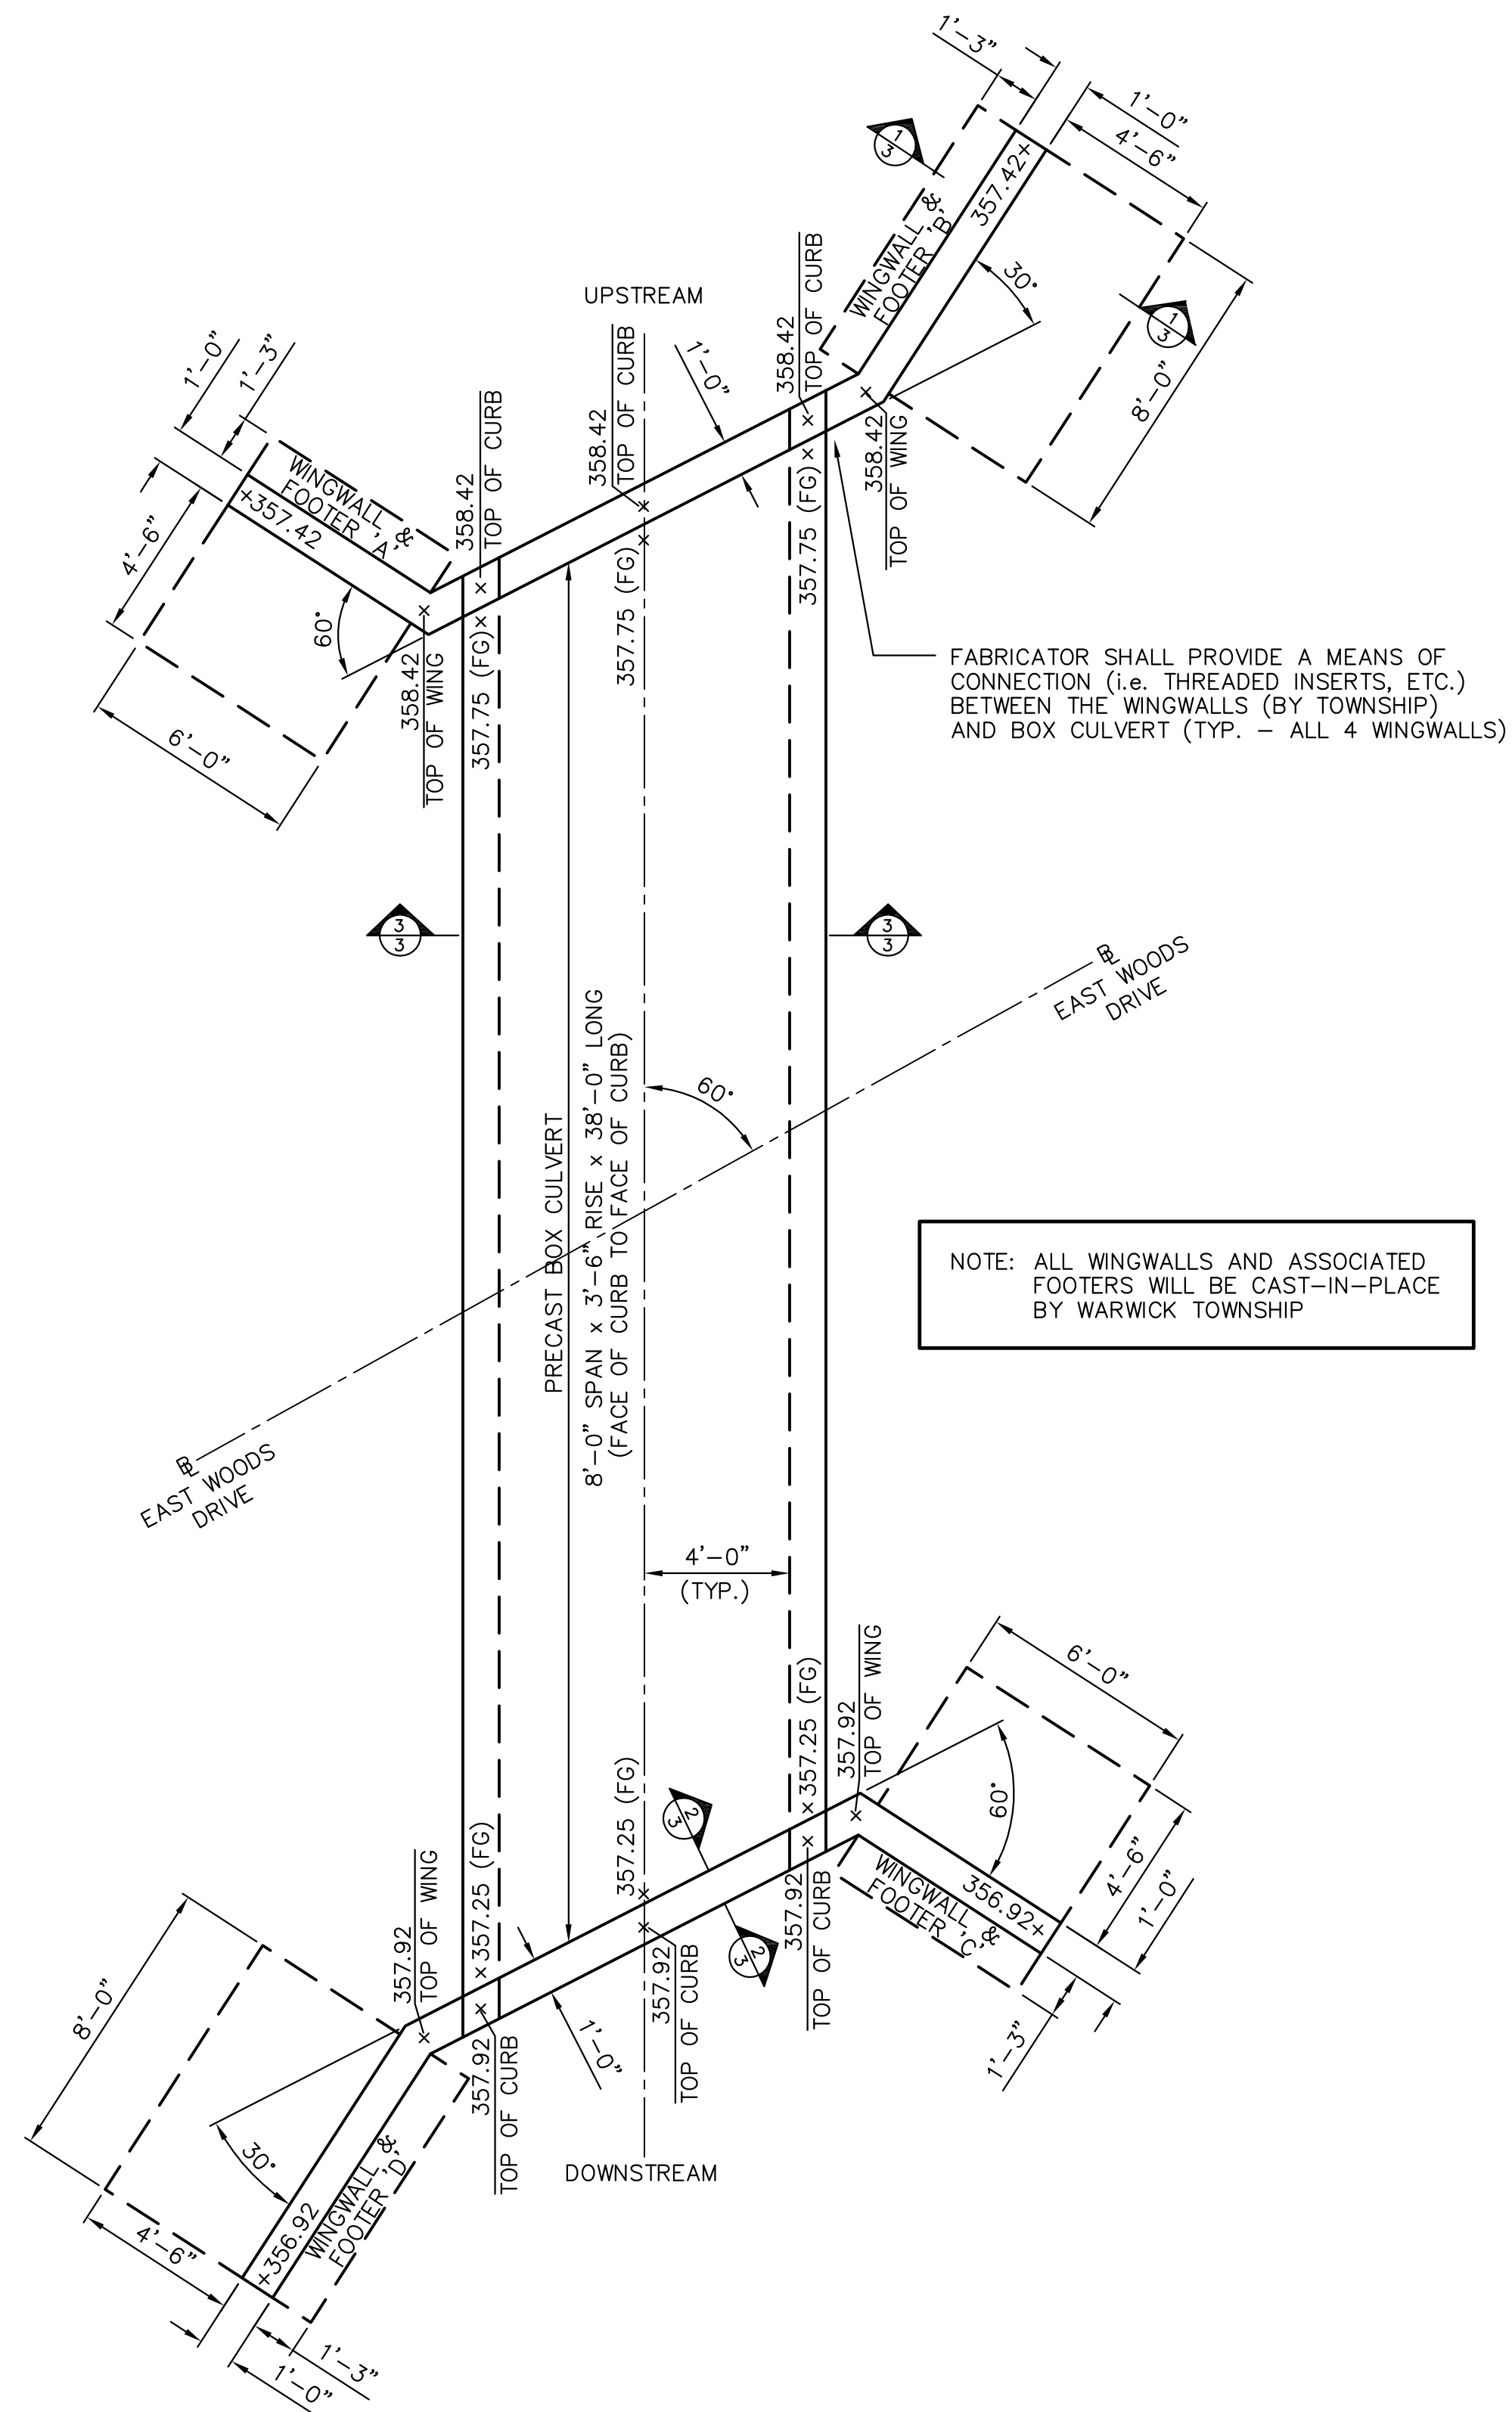 1'-3"
1'-0"
4'-6"
1
3
357.42+
WINGWALL &
FOOTER 'B'
30°
1
3
8'-0"
UPSTREAM
358.42
TOP OF CURB
358.42
TOP OF CURB
1'-0"
358.42
TOP OF WING
357.75 (FG)
357.75 (FG)
1'-0"
1'-3"
WINGWALL &
FOOTER 'A'
+357.42
358.42
TOP OF CURB
4'-6"
60°
6'-0"
358.42
TOP OF WING
357.75 (FG)
FABRICATOR SHALL PROVIDE A MEANS OF
CONNECTION (i.e. THREADED INSERTS, ETC.)
BETWEEN THE WINGWALLS (BY TOWNSHIP)
AND BOX CULVERT (TYP. – ALL 4 WINGWALLS)
3
3
3
3
BL
EAST WOODS
DRIVE
60°
PRECAST BOX CULVERT
8'-0" SPAN x 3'-6" RISE x 38'-0" LONG
(FACE OF CURB TO FACE OF CURB)
NOTE: ALL WINGWALLS AND ASSOCIATED
FOOTERS WILL BE CAST-IN-PLACE
BY WARWICK TOWNSHIP
BL
EAST WOODS
DRIVE
4'-0"
(TYP.)
6'-0"
357.92
TOP OF WING
357.25 (FG)
60°
357.25 (FG)
2
3
4'-6"
1'-0"
WINGWALL &
FOOTER 'C'
356.92+
1'-3"
357.92
TOP OF CURB
2
3
357.92
TOP OF CURB
357.92
TOP OF WING
357.25 (FG)
357.92
TOP OF CURB
1'-0"
8'-0"
30°
DOWNSTREAM
WINGWALL &
FOOTER 'D'
+356.92
4'-6"
1'-3"
1'-0"